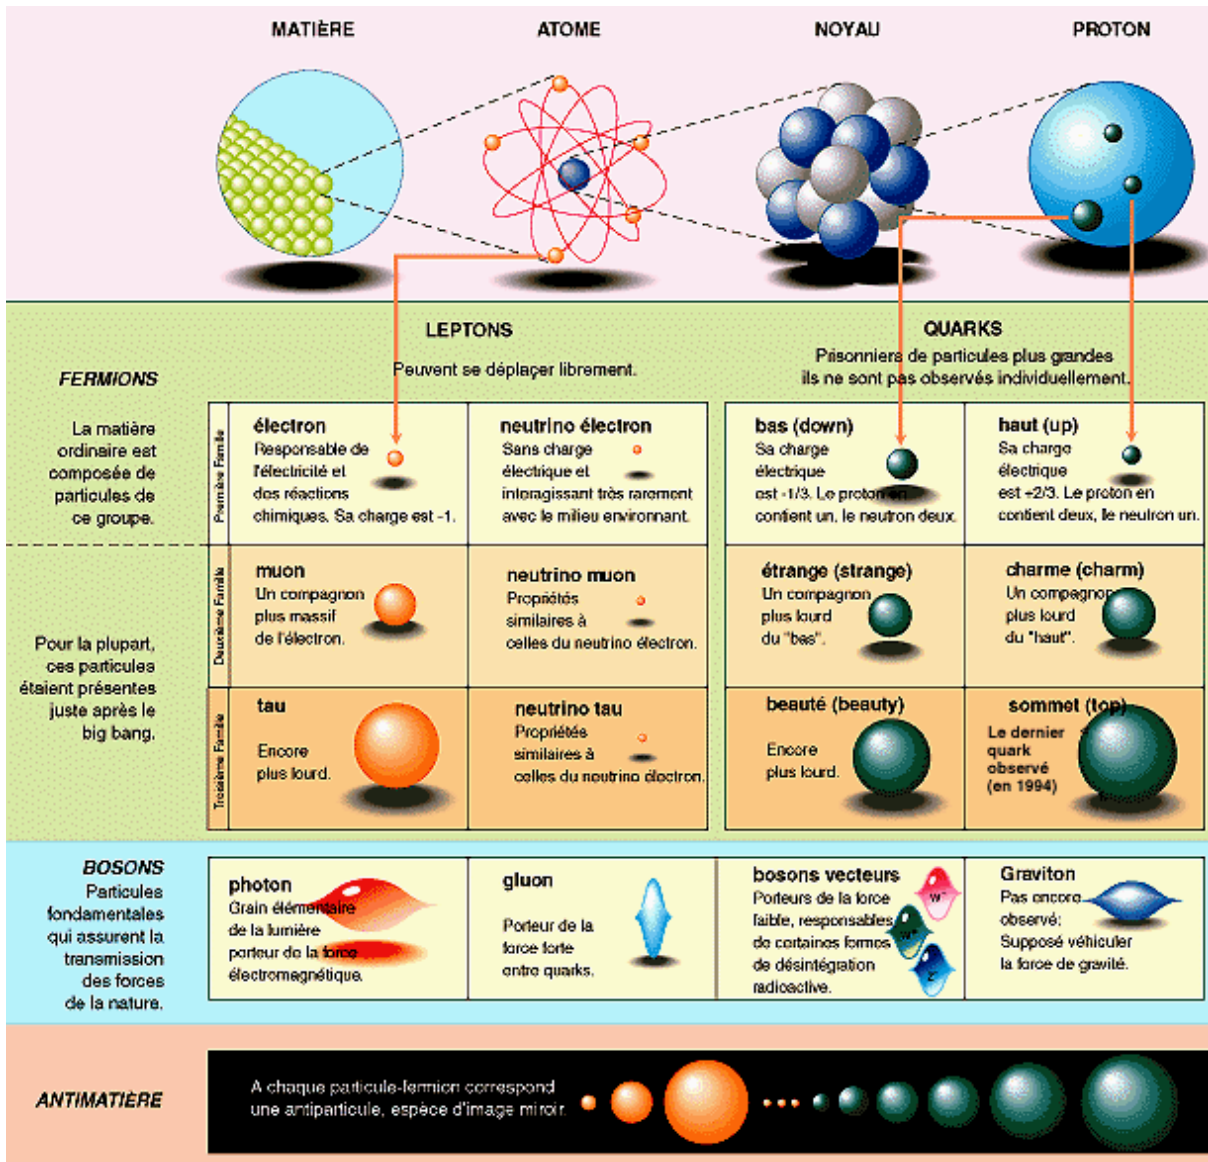 MATIÈRE
ATOME
NOYAU
PROTON
LEPTONS
Peuvent se déplaçer librement.
QUARKS
Prisonniers de particules plus grandes
ils ne sont pas observés individuellement.
FERMIONS
La matière
ordinaire est
composée de
particules de
ce groupe.
Pour la plupart,
ces particules
étaient présentes
juste après le
big bang.
Première Famille
électron
Responsable de
l'électricité et
des réactions
chimiques. Sa charge est -1.
neutrino électron
Sans charge
électrique et
interagissant très rarement
avec le milieu environnant.
bas (down)
Sa charge
électrique
est -1/3. Le proton en
contient un, le neutron deux.
haut (up)
Sa charge
électrique
est +2/3. Le proton en
contient deux, lle neutron un.
Deuxième Famille
muon
Un compagnon
plus massif
de l'électron.
neutrino muon
Propriétés
similaires à
celles du neutrino électron.
étrange (strange)
Un compagnon
plus lourd
du "bas".
charme (charm)
Un compagnon
plus lourd
du "haut".
Troisième Famille
tau
Encore
plus lourd.
neutrino tau
Propriétés
similaires à
celles du neutrino électron.
beauté (beauty)
Encore
plus lourd.
sommet (top)
Le dernier
quark
observé
(en 1994)
BOSONS
Particules
fondamentales
qui assurent la
transmission
des forces
de la nature.
photon
Grain élémentaire
de la lumière
porteur de la force
électromagnétique.
gluon
Porteur de la
force forte
entre quarks.
bosons vecteurs
Porteurs de la force
faible, responsables
de certaines formes
de désintégration
radioactive.
Graviton
Pas encore
observé:
Supposé véhiculer
la force de gravité.
ANTIMATIÈRE
A chaque particule-fermion correspond
une antiparticule, espèce d'image miroir.